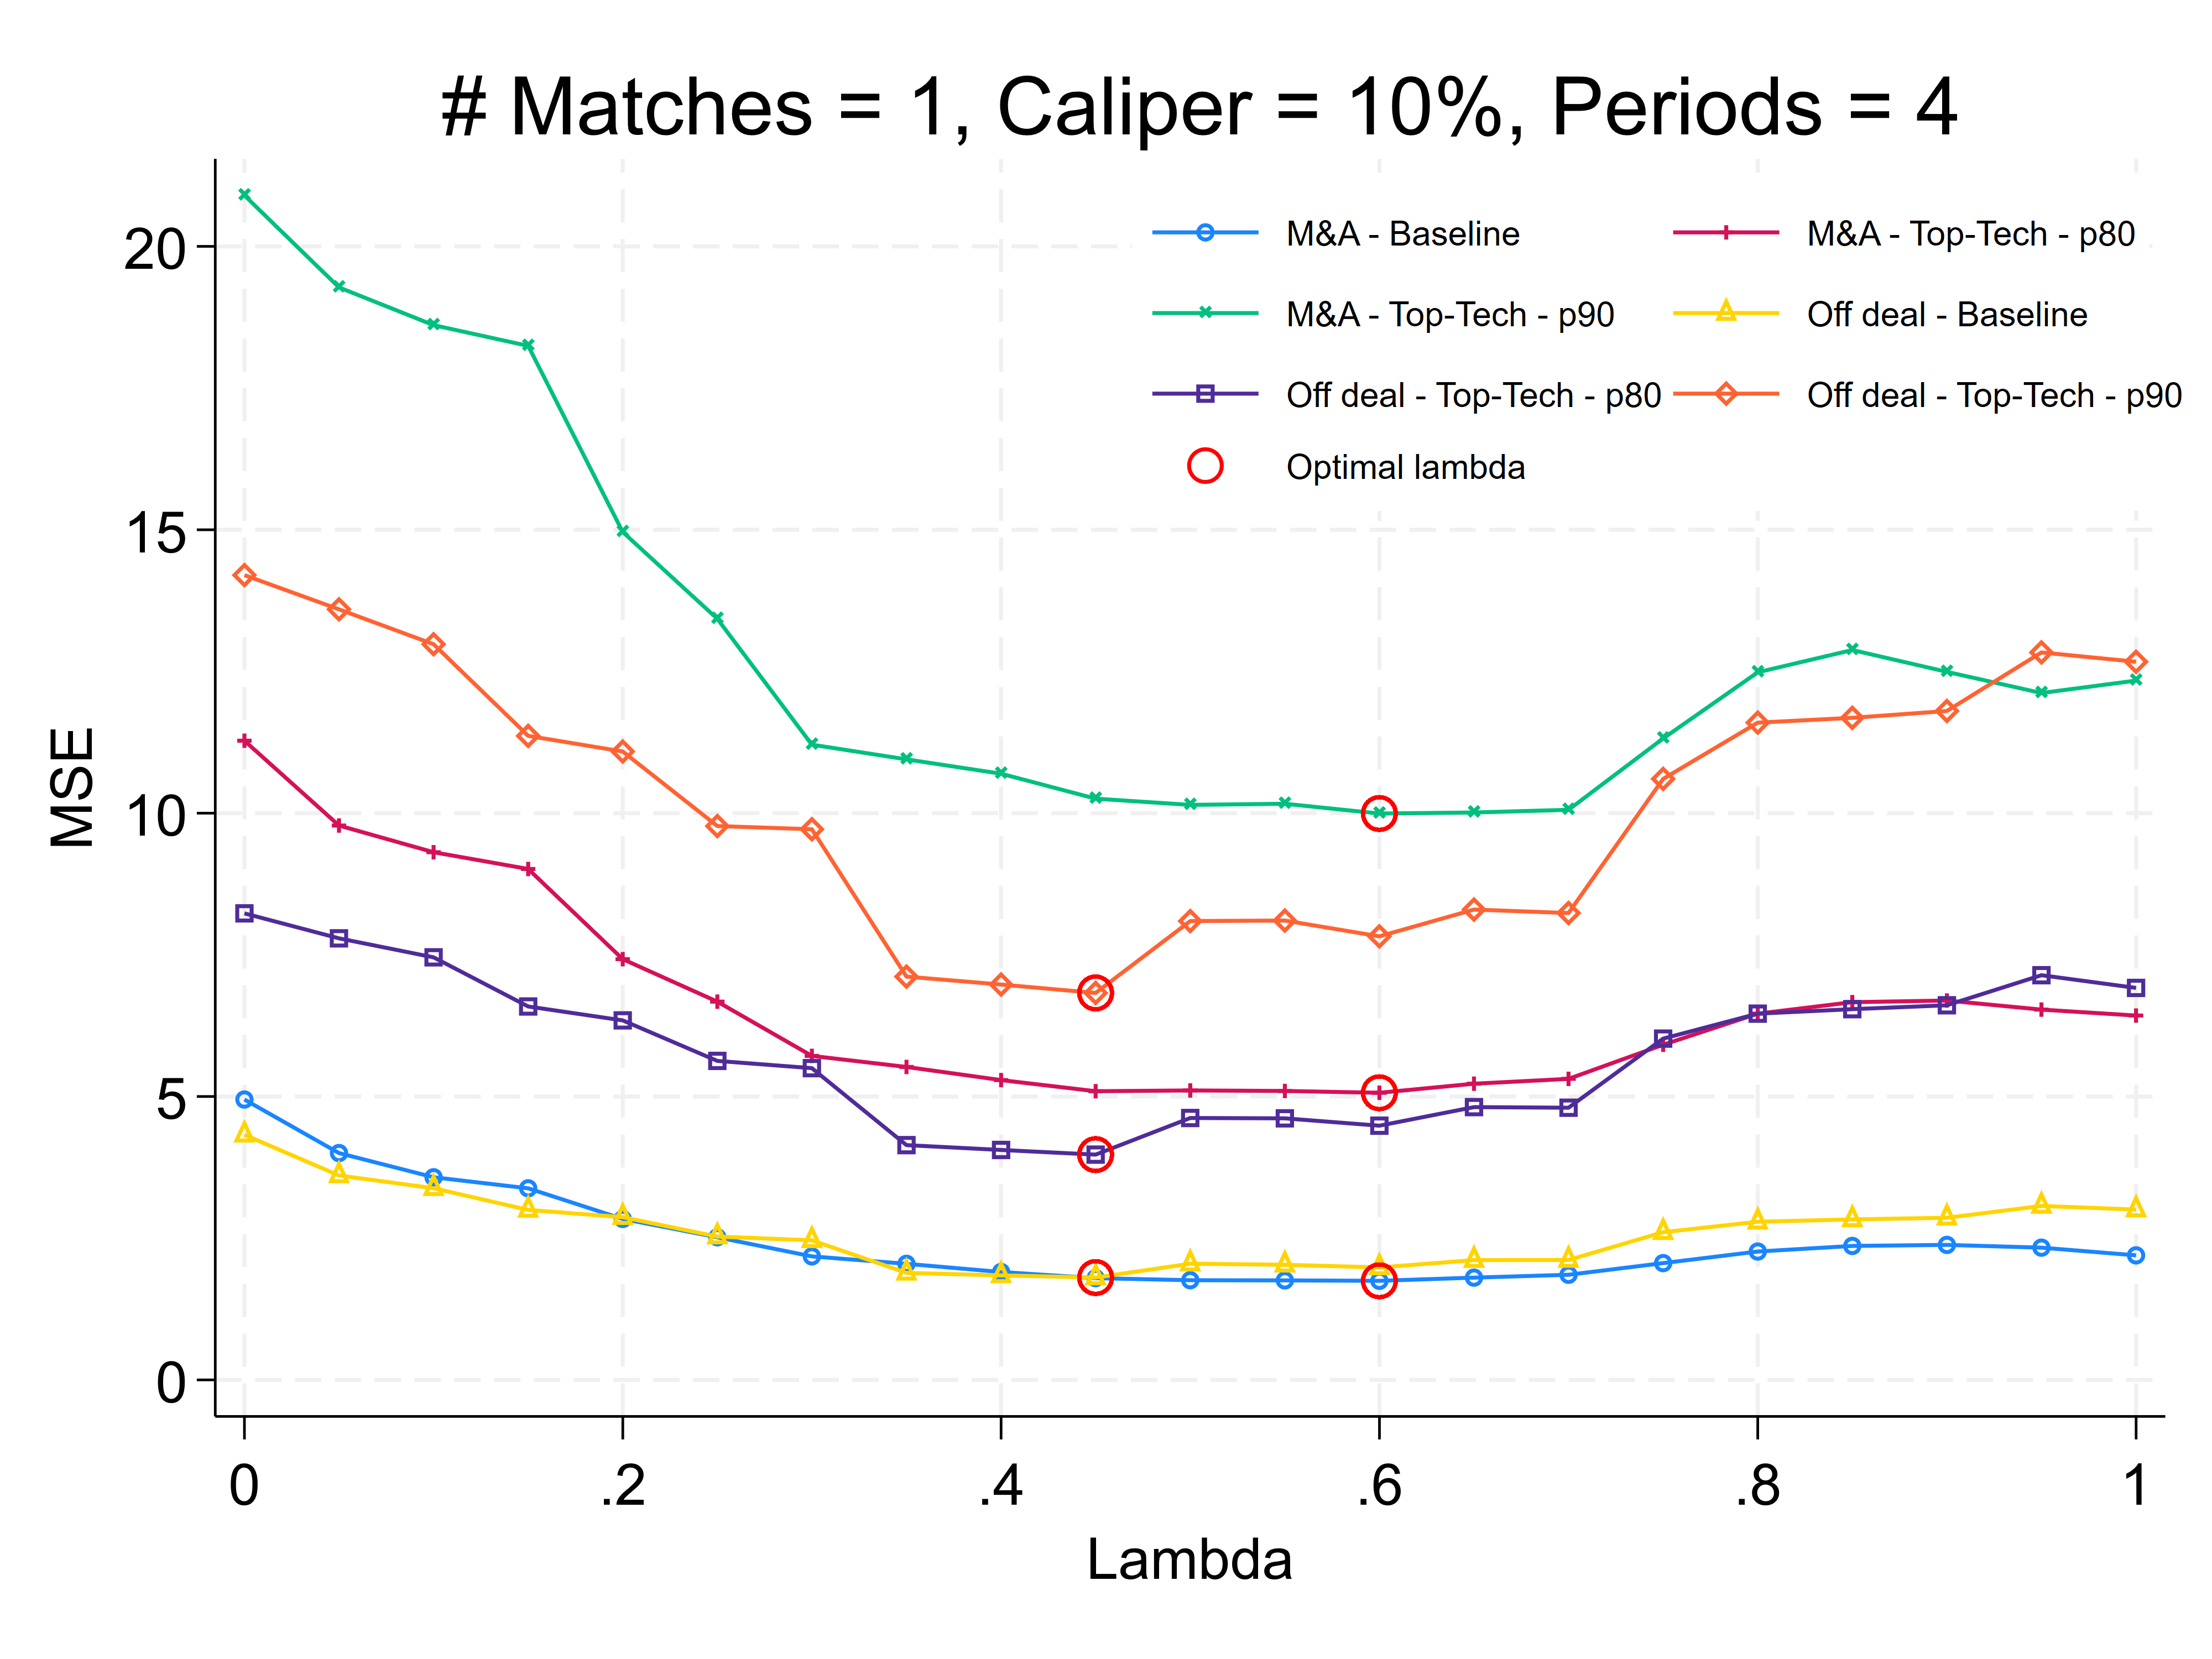 # Matches = 1, Caliper = 10%, Periods = 4
M&A - Baseline
M&A - Top-Tech - p80
M&A - Top-Tech - p90
Off deal - Baseline
Off deal - Top-Tech - p80
Off deal - Top-Tech - p90
Optimal lambda
MSE
20
15
10
5
0
0 .2 .4 .6 .8 1
Lambda